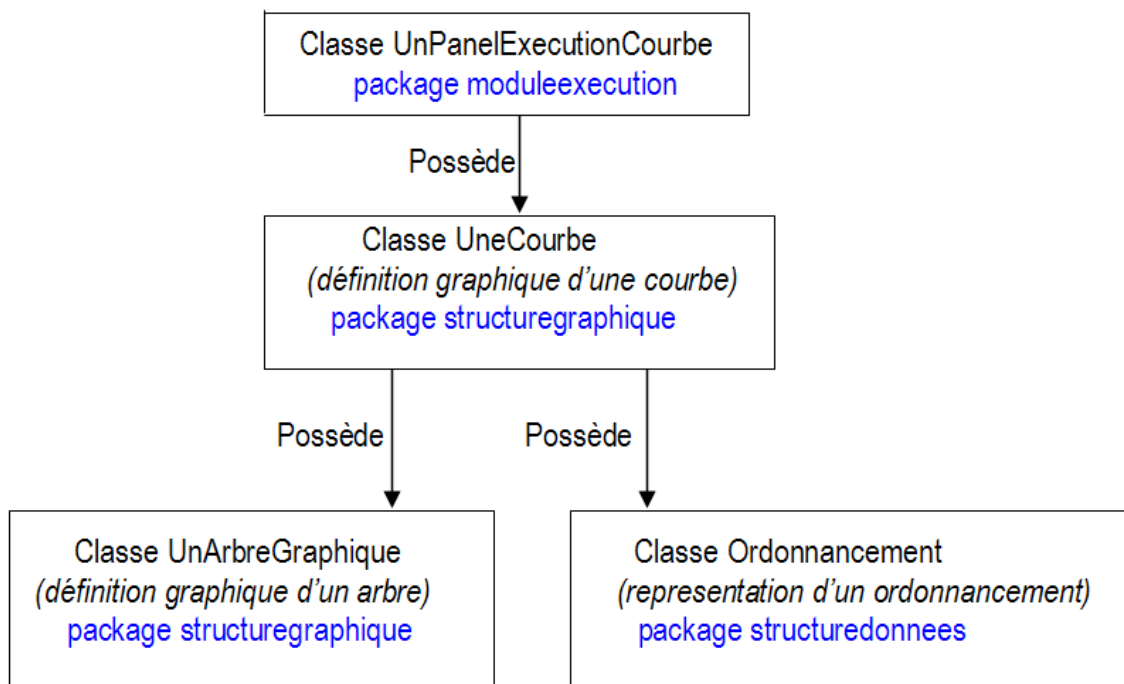 Classe UnPanelExecutionCourbe
package moduleexecution
Possède
Classe UneCourbe
(définition graphique d'une courbe)
package structuregraphique
Possède
Possède
Classe UnArbreGraphique
(définition graphique d'un arbre)
package structuregraphique
Classe Ordonnancement
(representation d'un ordonnancement)
package structuredonnees